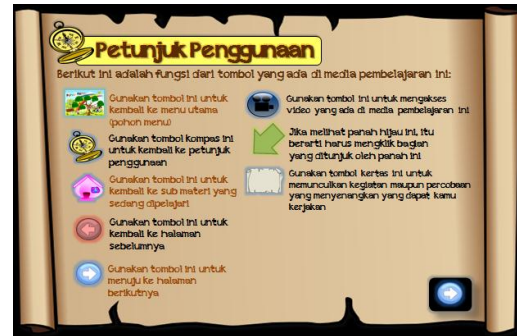 Petunjuk Penggunaan
Berikut ini adalah fungsi dari tombol yang ada di media pembelajaran ini:
Gunakan tombol ini untuk
kembali ke menu utama
(pohon menu)
Gunakan tombol kompas ini
untuk kembali ke petunjuk
penggunaan
Gunakan tombol ini untuk
kembali ke sub materi yang
sedang dipelajari
Gunakan tombol ini untuk
kembali ke halaman
sebelumnya
Gunakan tombol ini untuk
menuju ke halaman
berikutnya
Gunakan tombol ini untuk mengakses
video yang ada di media pembelajaran ini
Jika melihat panah hijau ini, itu
berarti harus mengklik bagian
yang ditunjuk oleh panah ini
Gunakan tombol kertas ini untuk
memunculkan kegiatan maupun percobaan
yang menyenangkan yang dapat kamu
kerjakan